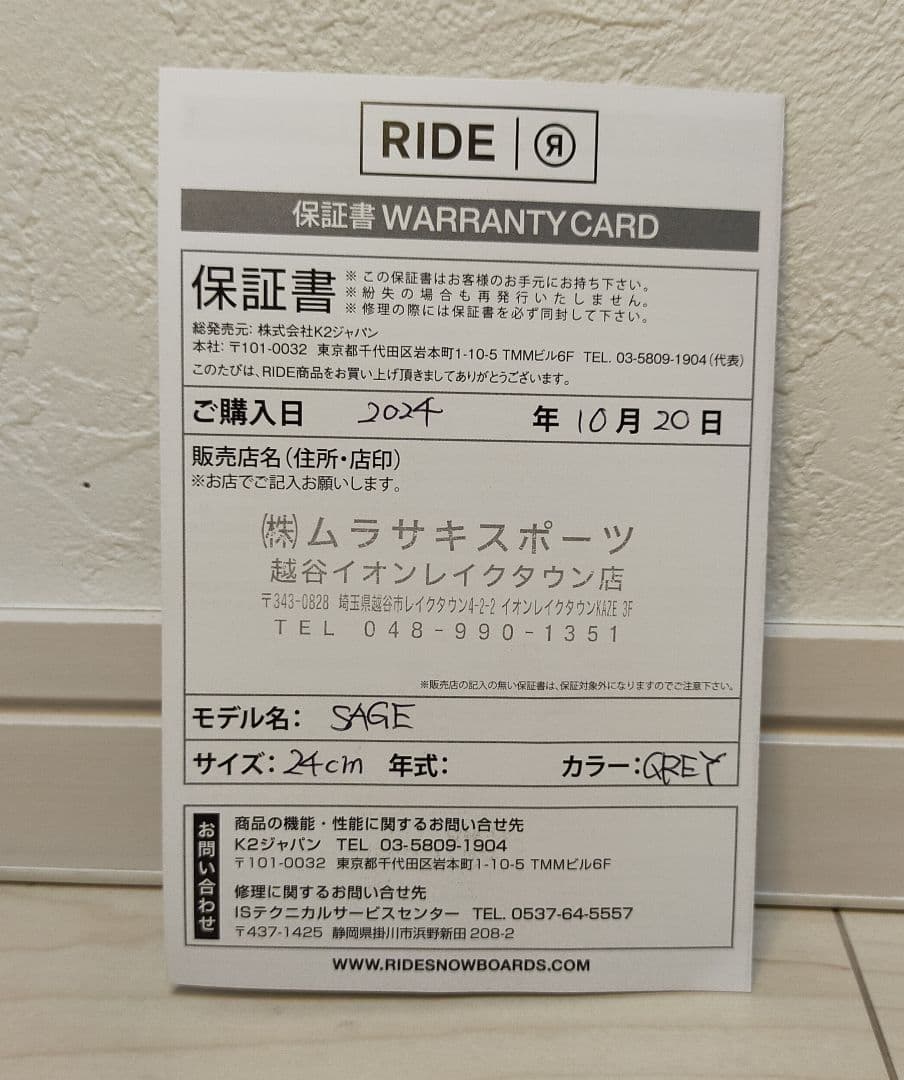 RIDE R
保証書 WARRANTY CARD
保証書
※この保証書はお客様のお手元にお持ち下さい。
※紛失の場合も再発行いたしません。
※修理の際には保証書を必ず同封して下さい。
総発売元: 株式会社K2ジャパン
本社: 〒101-0032 東京都千代田区岩本町1-10-5 TMMビル6F TEL. 03-5809-1904(代表)
このたびは、RIDE商品をお買い上げ頂きましてありがとうございます。
ご購入日 2024 年 10 月 20 日
販売店名(住所・店印)
※お店でご記入お願いします。
㈱ムラサキスポーツ
越谷イオンレイクタウン店
〒343-0828 埼玉県越谷市レイクタウン4-2-2 イオンレイクタウンKAZE 3F
TEL 048-990-1351
※販売店の記入の無い保証書は、保証対象外になりますのでご注意下さい。
モデル名: SAGE
サイズ: 24cm 年式: カラー: GREY
お問い合わせ
商品の機能・性能に関するお問い合せ先
K2ジャパン TEL 03-5809-1904
〒101-0032 東京都千代田区岩本町1-10-5 TMMビル6F
修理に関するお問い合せ先
ISテクニカルサービスセンター TEL. 0537-64-5557
〒437-1425 静岡県掛川市浜野新田 208-2
WWW.RIDESNOWBOARDS.COM